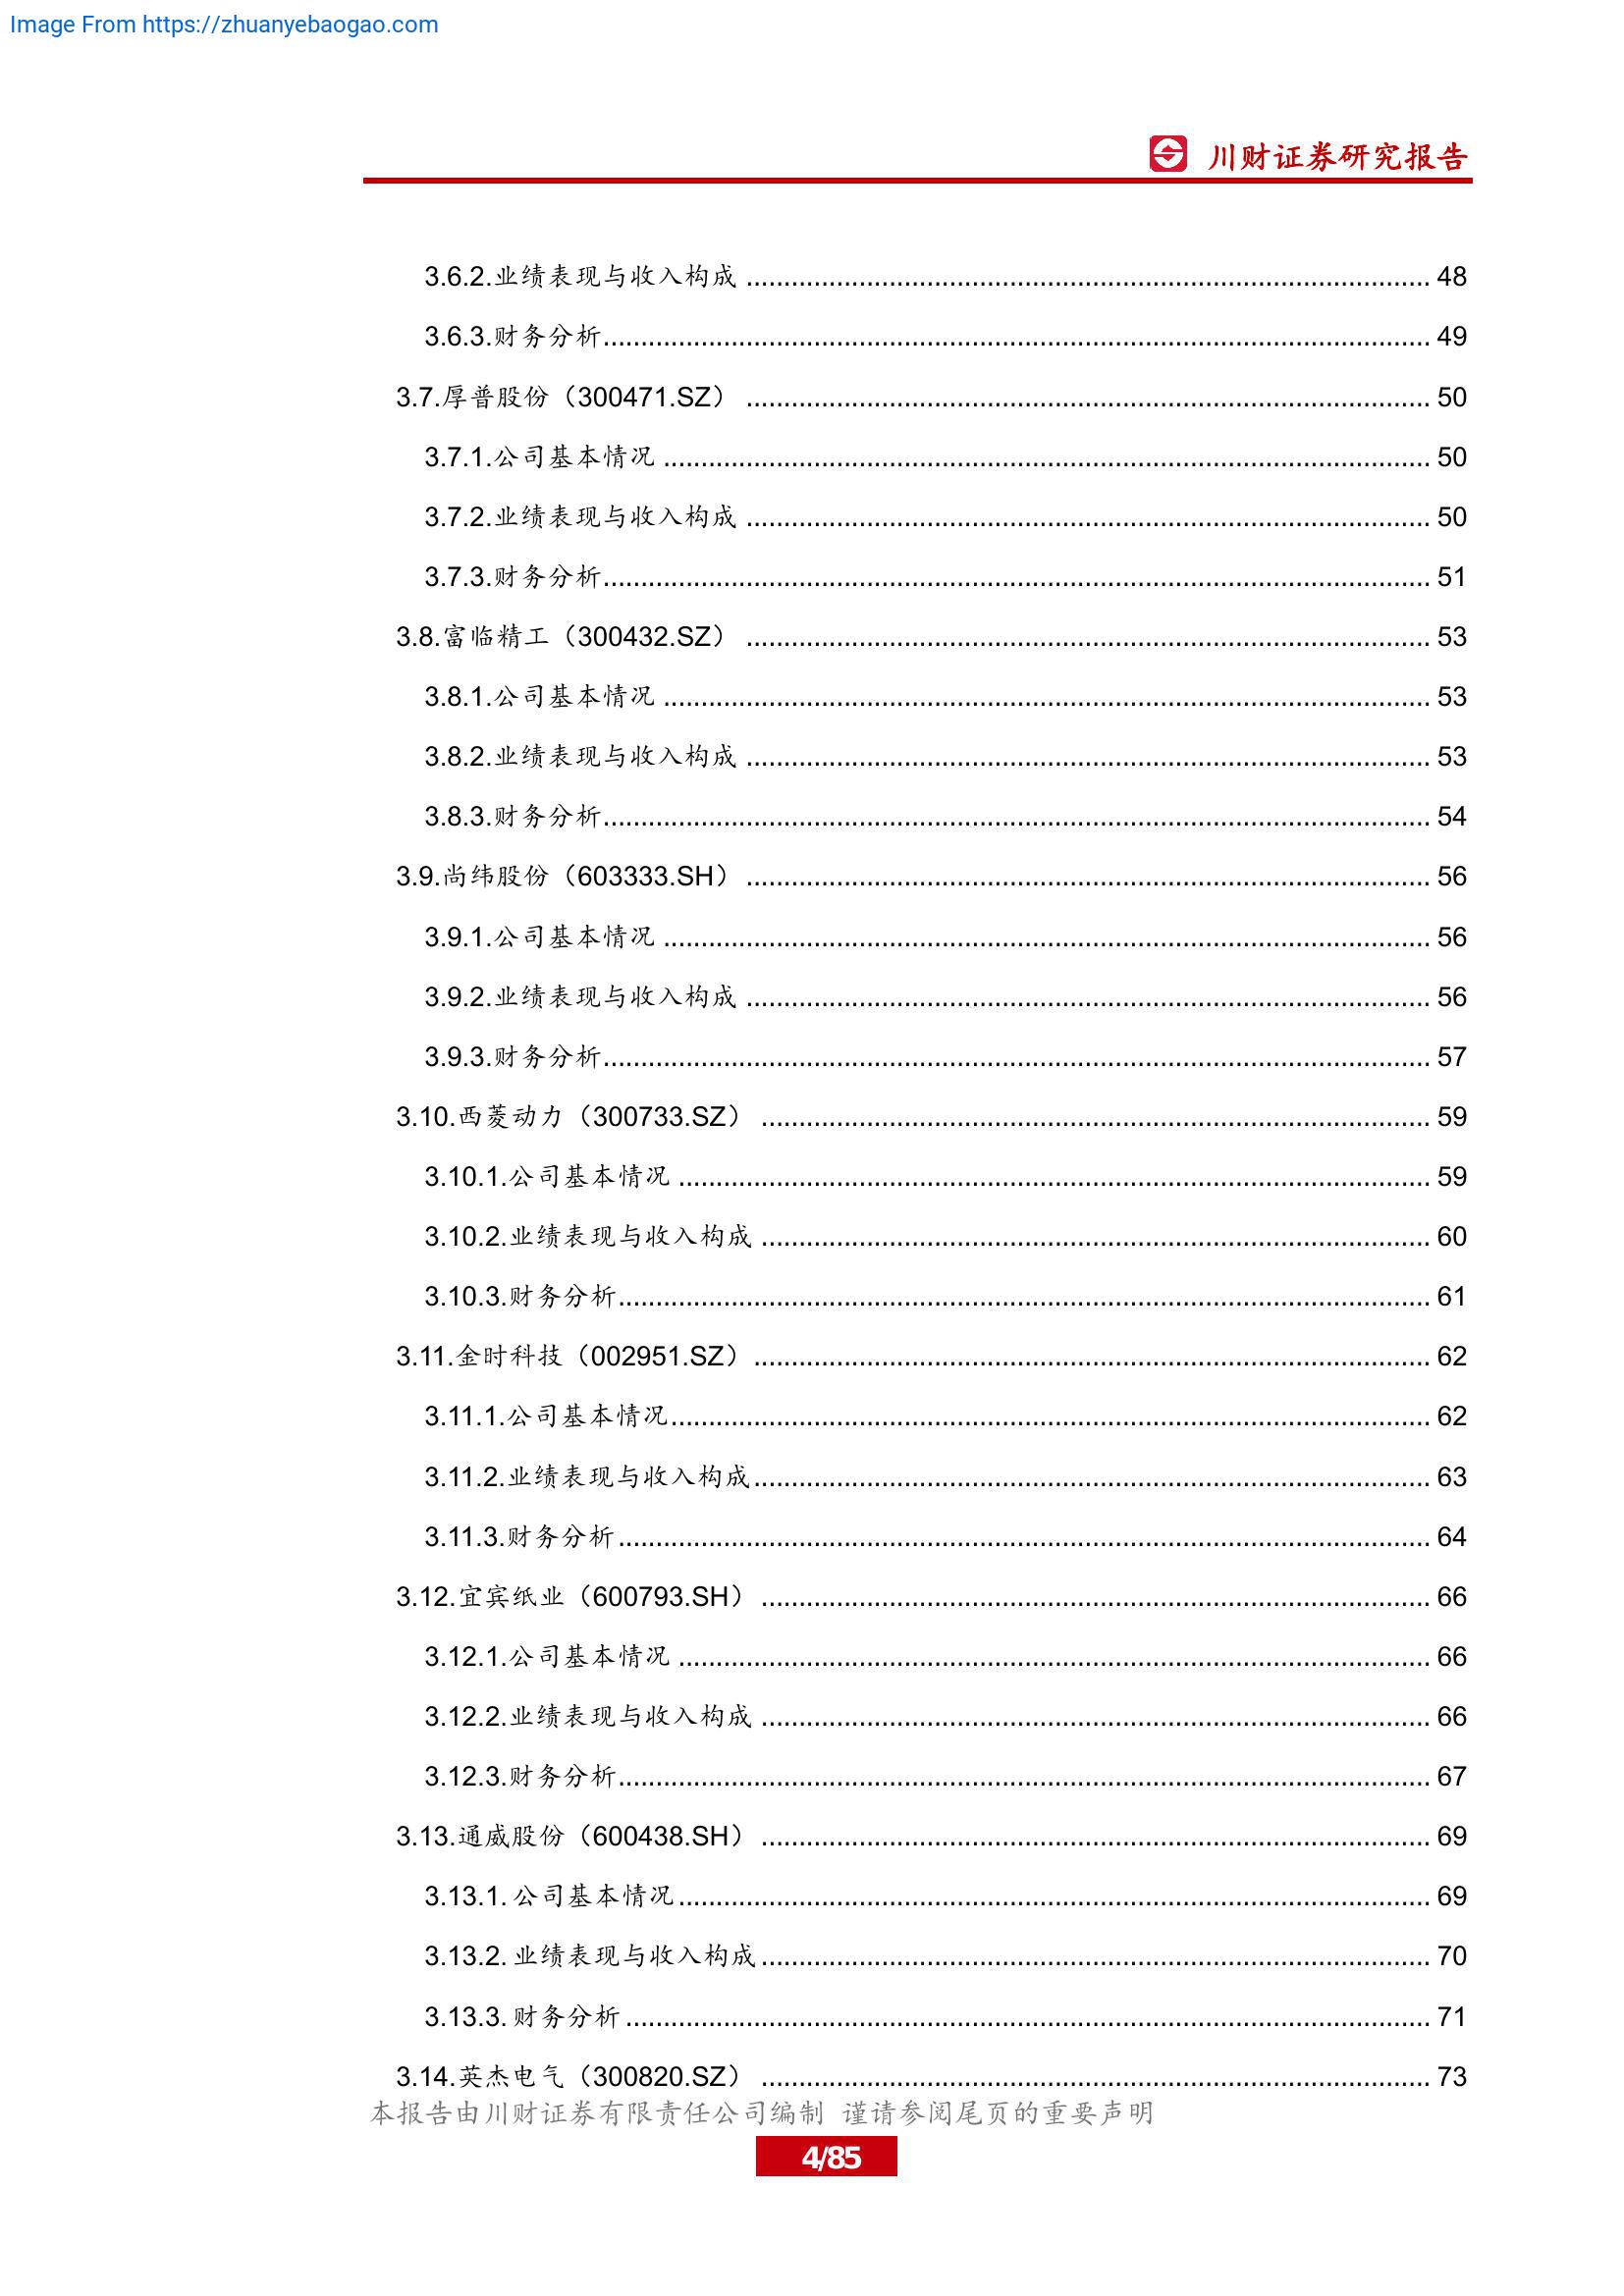 Image From https://zhuanyebaogao.com
川财证券研究报告
3.6.2.业绩表现与收入构成 ........ 48
3.6.3.财务分析........ 49
3.7.厚普股份（300471.SZ） ........ 50
3.7.1.公司基本情况 ........ 50
3.7.2.业绩表现与收入构成 ........ 50
3.7.3.财务分析........ 51
3.8.富临精工（300432.SZ） ........ 53
3.8.1.公司基本情况 ........ 53
3.8.2.业绩表现与收入构成 ........ 53
3.8.3.财务分析........ 54
3.9.尚纬股份（603333.SH） ........ 56
3.9.1.公司基本情况 ........ 56
3.9.2.业绩表现与收入构成 ........ 56
3.9.3.财务分析........ 57
3.10.西菱动力（300733.SZ） ........ 59
3.10.1.公司基本情况 ........ 59
3.10.2.业绩表现与收入构成 ........ 60
3.10.3.财务分析........ 61
3.11.金时科技（002951.SZ）........ 62
3.11.1.公司基本情况........ 62
3.11.2.业绩表现与收入构成........ 63
3.11.3.财务分析........ 64
3.12.宜宾纸业（600793.SH） ........ 66
3.12.1.公司基本情况 ........ 66
3.12.2.业绩表现与收入构成 ........ 66
3.12.3.财务分析........ 67
3.13.通威股份（600438.SH） ........ 69
3.13.1. 公司基本情况........ 69
3.13.2. 业绩表现与收入构成........ 70
3.13.3. 财务分析 ........ 71
3.14.英杰电气（300820.SZ） ........ 73
本报告由川财证券有限责任公司编制 谨请参阅尾页的重要声明
4/85